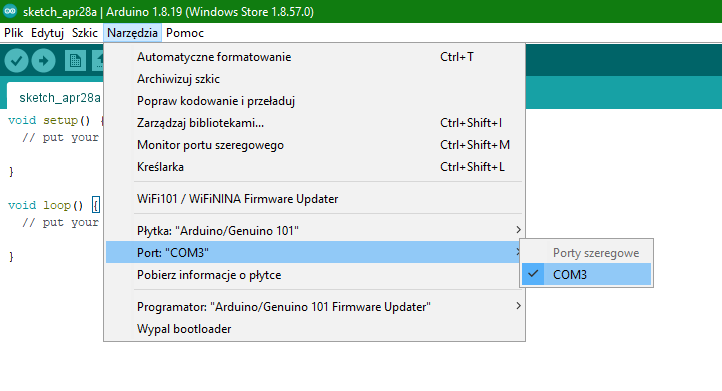 sketch_apr28a | Arduino 1.8.19 (Windows Store 1.8.57.0)
Plik Edytuj Szkic Narzędzia Pomoc
sketch_apr28a
void setup() {
// put your
}
void loop() {
// put your
}
Automatyczne formatowanie Ctrl+T
Archiwizuj szkic
Popraw kodowanie i przeładuj
Zarządzaj bibliotekami... Ctrl+Shift+I
Monitor portu szeregowego Ctrl+Shift+M
Kreślarka Ctrl+Shift+L
WiFi101 / WiFiNINA Firmware Updater
Płytka: "Arduino/Genuino 101"
Port: "COM3"
Pobierz informacje o płytce
Programator: "Arduino/Genuino 101 Firmware Updater"
Wypal bootloader
Porty szeregowe
COM3